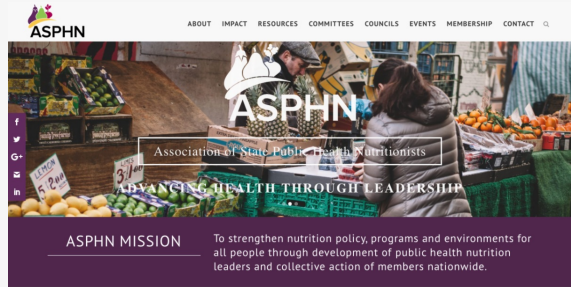 ASPHN
ABOUT IMPACT RESOURCES COMMITTEES COUNCILS EVENTS MEMBERSHIP CONTACT
ASPHN
Association of State Public Health Nutritionists
ADVANCING HEALTH THROUGH LEADERSHIP
f
G+
in
LEMON
ASPHN MISSION
To strengthen nutrition policy, programs and environments for
all people through development of public health nutrition
leaders and collective action of members nationwide.